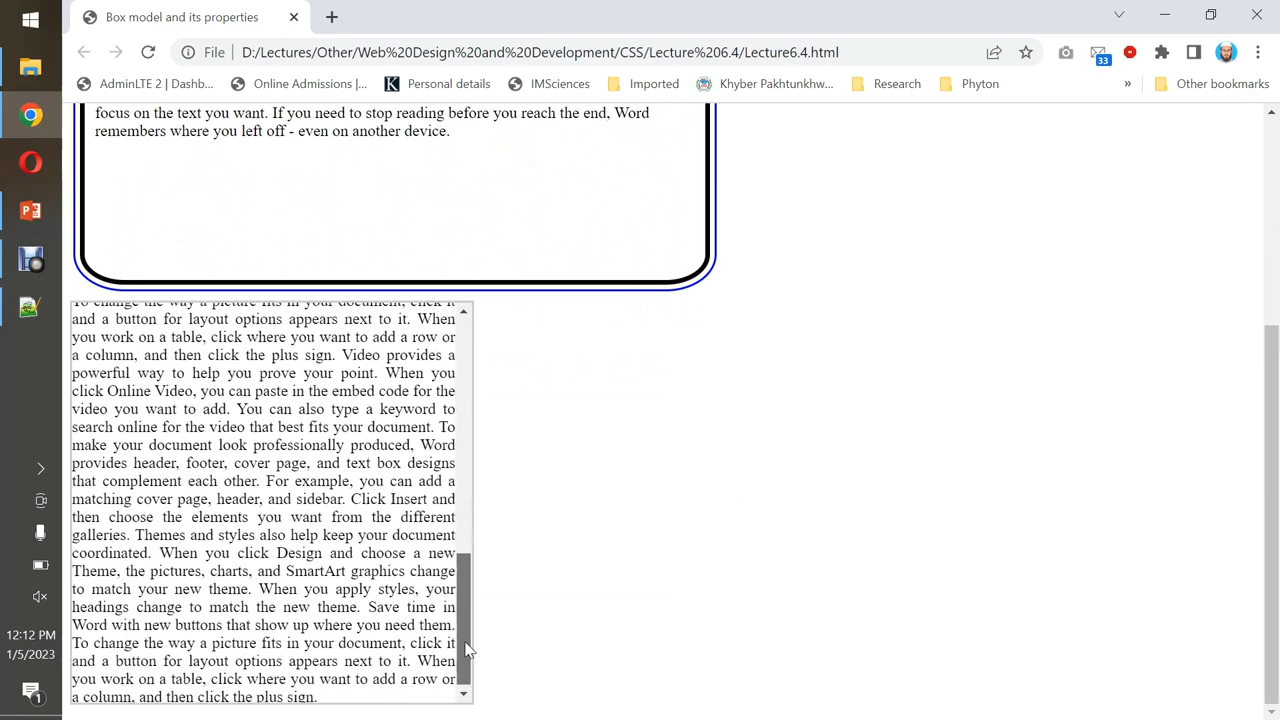 Box model and its properties
File D:/Lectures/Other/Web%20Design%20and%20Development/CSS/Lecture%206.4/Lecture6.4.html
33
AdminLTE 2 | Dashb... Online Admissions |... Personal details IMSciences Imported Khyber Pakhtunkhw... Research Phyton » Other bookmarks
focus on the text you want. If you need to stop reading before you reach the end, Word
remembers where you left off - even on another device.
To change the way a picture fits in your document, click it
and a button for layout options appears next to it. When
you work on a table, click where you want to add a row or
a column, and then click the plus sign. Video provides a
powerful way to help you prove your point. When you
click Online Video, you can paste in the embed code for the
video you want to add. You can also type a keyword to
search online for the video that best fits your document. To
make your document look professionally produced, Word
provides header, footer, cover page, and text box designs
that complement each other. For example, you can add a
matching cover page, header, and sidebar. Click Insert and
then choose the elements you want from the different
galleries. Themes and styles also help keep your document
coordinated. When you click Design and choose a new
Theme, the pictures, charts, and SmartArt graphics change
to match your new theme. When you apply styles, your
headings change to match the new theme. Save time in
Word with new buttons that show up where you need them.
To change the way a picture fits in your document, click it
and a button for layout options appears next to it. When
you work on a table, click where you want to add a row or
a column, and then click the plus sign.
12:12 PM
1/5/2023
1